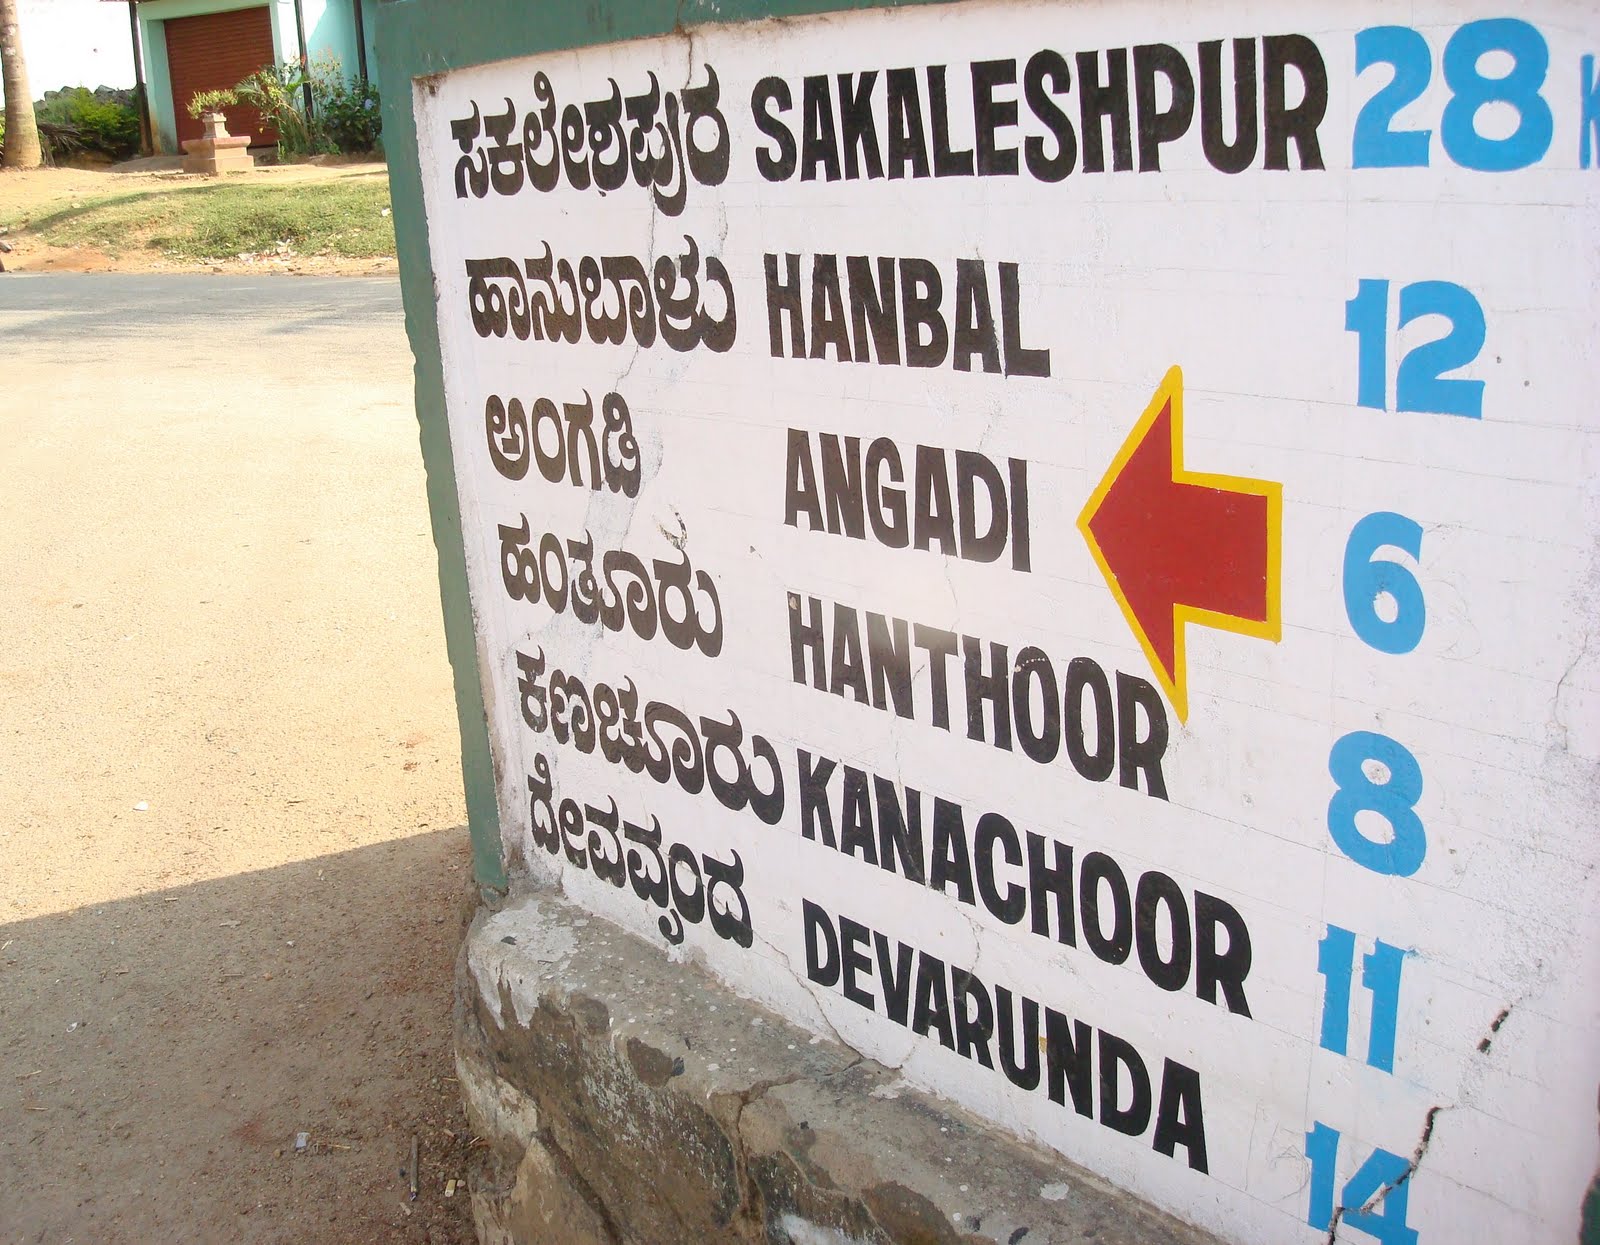 ಸಕಲೇಶಪುರ SAKALESHPUR 28 K
ಹಾನುಬಾಳು HANBAL 12
ಅಂಗಡಿ ANGADI 6
ಹಂತೂರು HANTHOOR 8
ಕಣಚೂರು KANACHOOR 11
ದೇವವೃಂದ DEVARUNDA 14